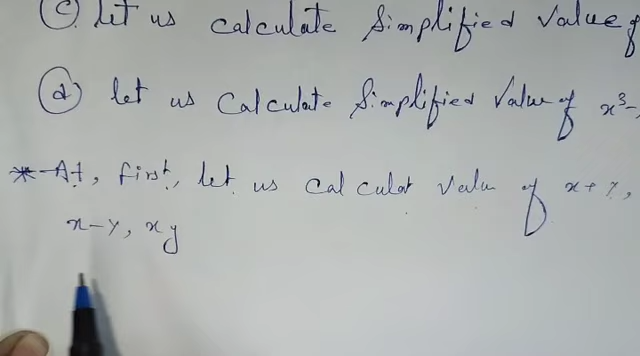 (c) let us calculate simplified value of
(d) let us calculate simplified value of x³-
* At, first, let us calculat value of x+y,
x-y, xy